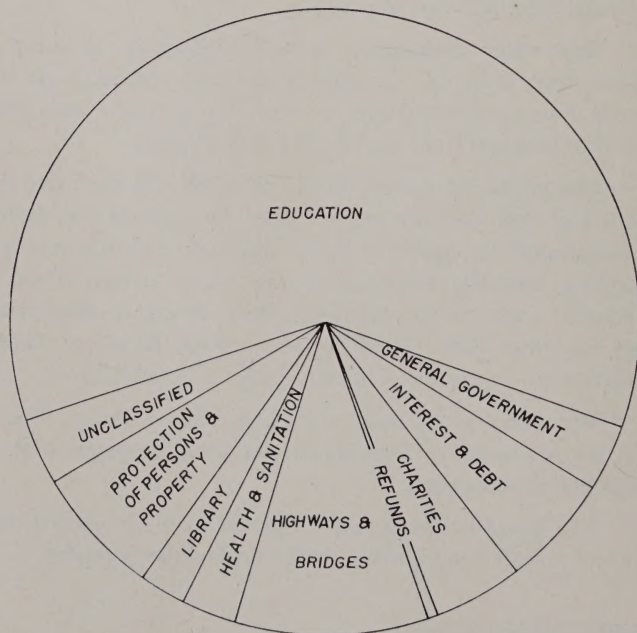 EDUCATION
GENERAL GOVERNMENT
INTEREST & DEBT
CHARITIES
REFUNDS
HIGHWAYS &
BRIDGES
HEALTH & SANITATION
LIBRARY
PROTECTION
OF PERSONS &
PROPERTY
UNCLASSIFIED